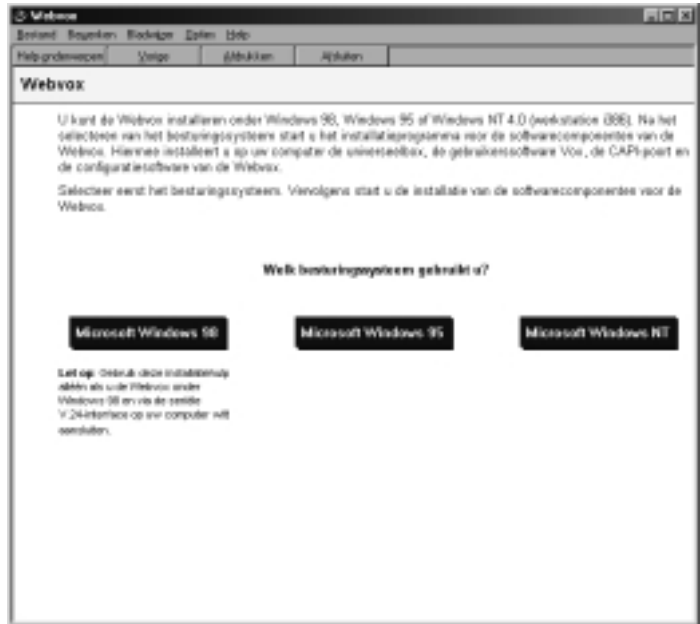 Webvox
Bestand Bewerken Bladwijzer Opties Help
Help-onderwerpen Vorige Afdrukken Afsluiten
Webvox
U kunt de Webvox installeren onder Windows 98, Windows 95 of Windows NT 4.0 (workstation i386). Na het
selecteren van het besturingssysteem start u het installatieprogramma voor de softwarecomponenten van de
Webvox. Hiermee installeert u op uw computer de universeelbox, de gebruikerssoftware Vox, de CAPI-poort en
de configuratiesoftware van de Webvox.
Selecteer eerst het besturingssysteem. Vervolgens start u de installatie van de softwarecomponenten voor de
Webvox.
Welk besturingssysteem gebruikt u?
Microsoft Windows 98 Microsoft Windows 95 Microsoft Windows NT
Let op: Gebruik deze installatiehulp
alléén als u de Webvox onder
Windows 98 en via de seriële
V.24-interface op uw computer wilt
aansluiten.